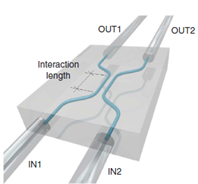 OUT1
OUT2
Interaction
length
IN1
IN2